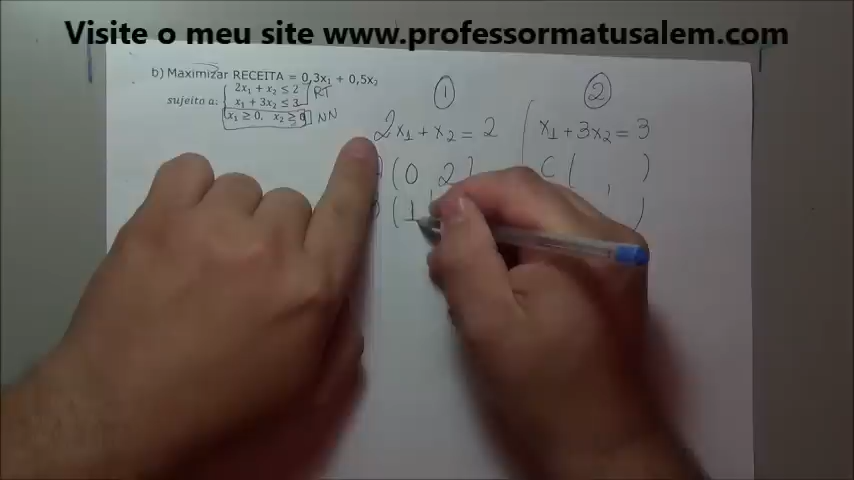 Visite o meu site www.professormatusalem.com
b) Maximizar RECEITA = 0,3x₁ + 0,5x₂
sujeito a: { 2x₁ + x₂ ≤ 2
x₁ + 3x₂ ≤ 3 RT
x₁ ≥ 0, x₂ ≥ 0 NN
1
2x₁ + x₂ = 2
(0 2)
(1
2
x₁ + 3x₂ = 3
C ( , )
)